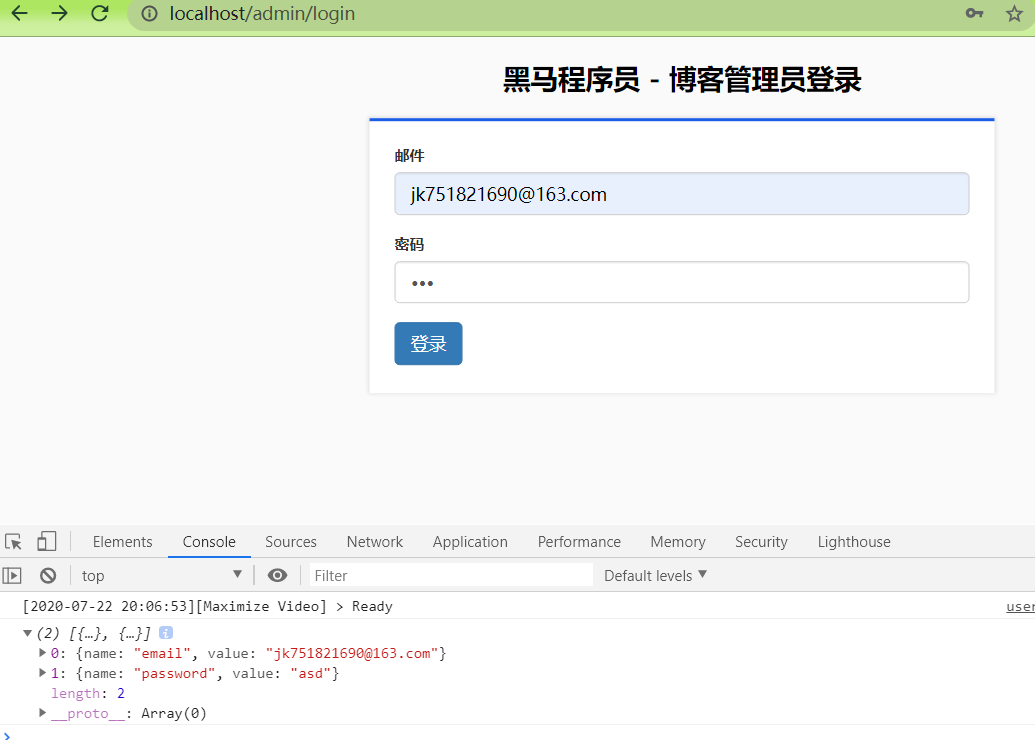 localhost/admin/login
黑马程序员 - 博客管理员登录
邮件
jk751821690@163.com
密码
•••
登录
Elements Console Sources Network Application Performance Memory Security Lighthouse
top Filter Default levels
[2020-07-22 20:06:53][Maximize Video] > Ready user
(2) [{…}, {…}]
0: {name: "email", value: "jk751821690@163.com"}
1: {name: "password", value: "asd"}
length: 2
__proto__: Array(0)